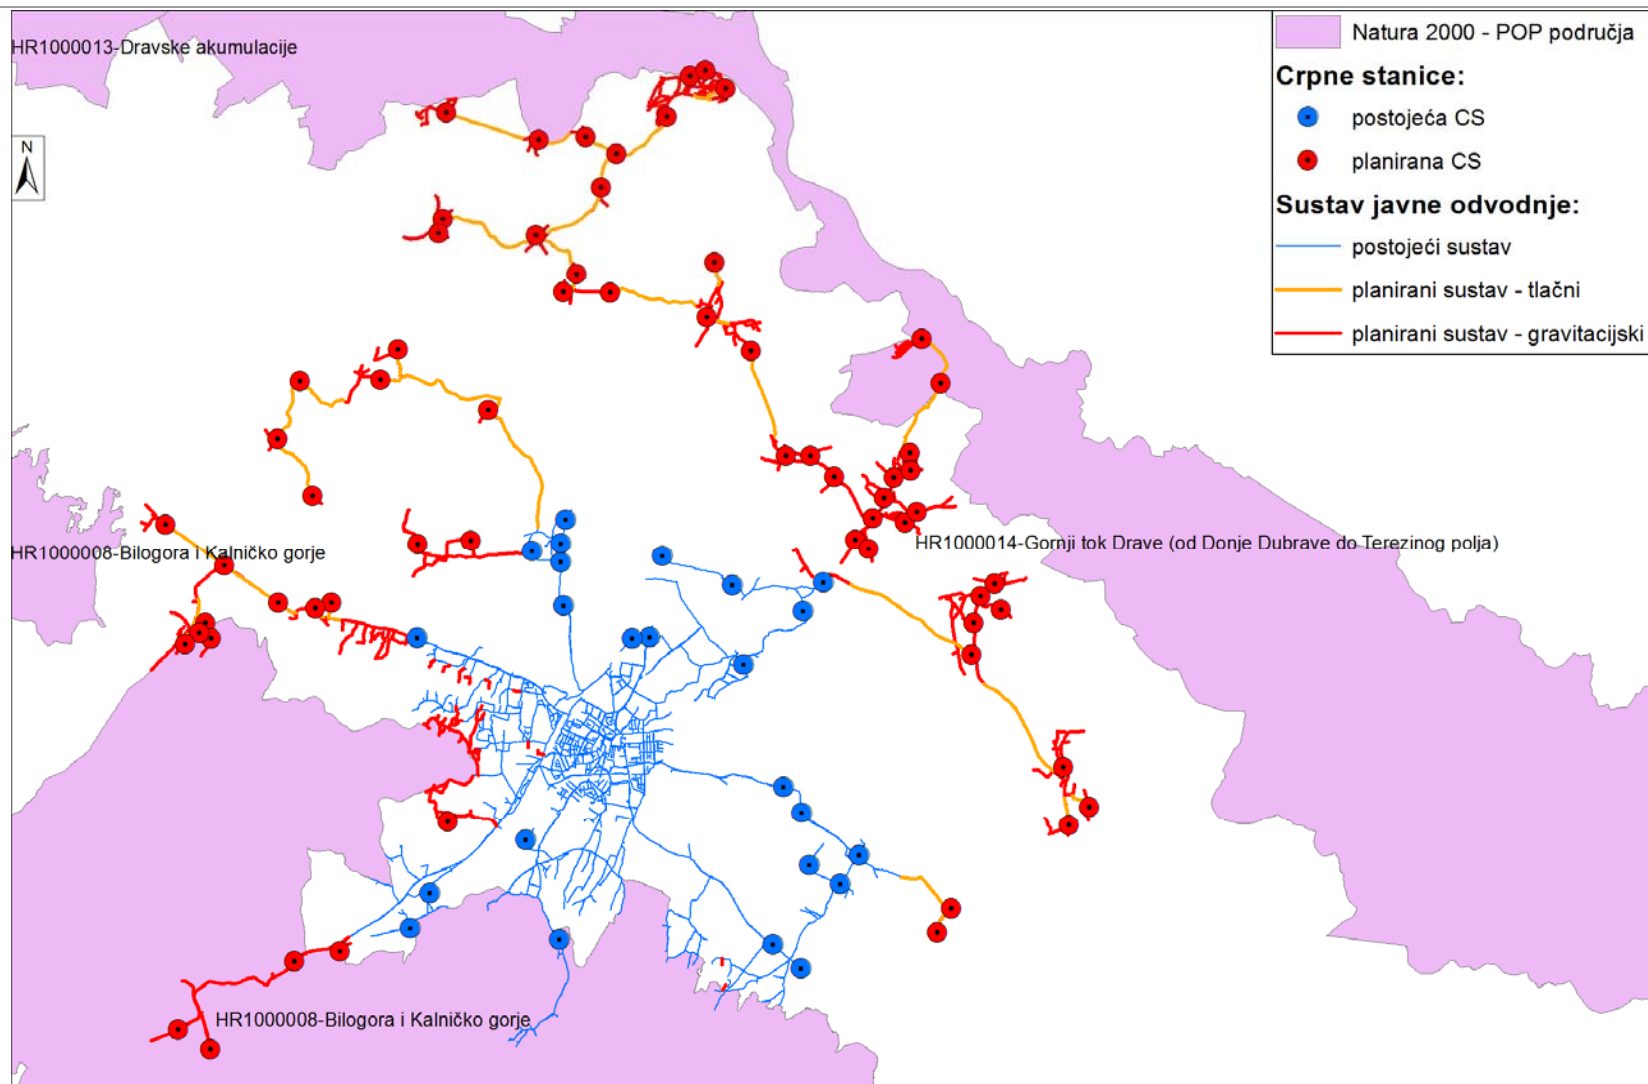 HR1000013-Dravske akumulacije
N
HR1000008-Bilogora i Kalničko gorje
HR1000014-Gornji tok Drave (od Donje Dubrave do Terezinog polja)
HR1000008-Bilogora i Kalničko gorje
Natura 2000 - POP područja
Crpne stanice:
postojeća CS
planirana CS
Sustav javne odvodnje:
postojeći sustav
planirani sustav - tlačni
planirani sustav - gravitacijski